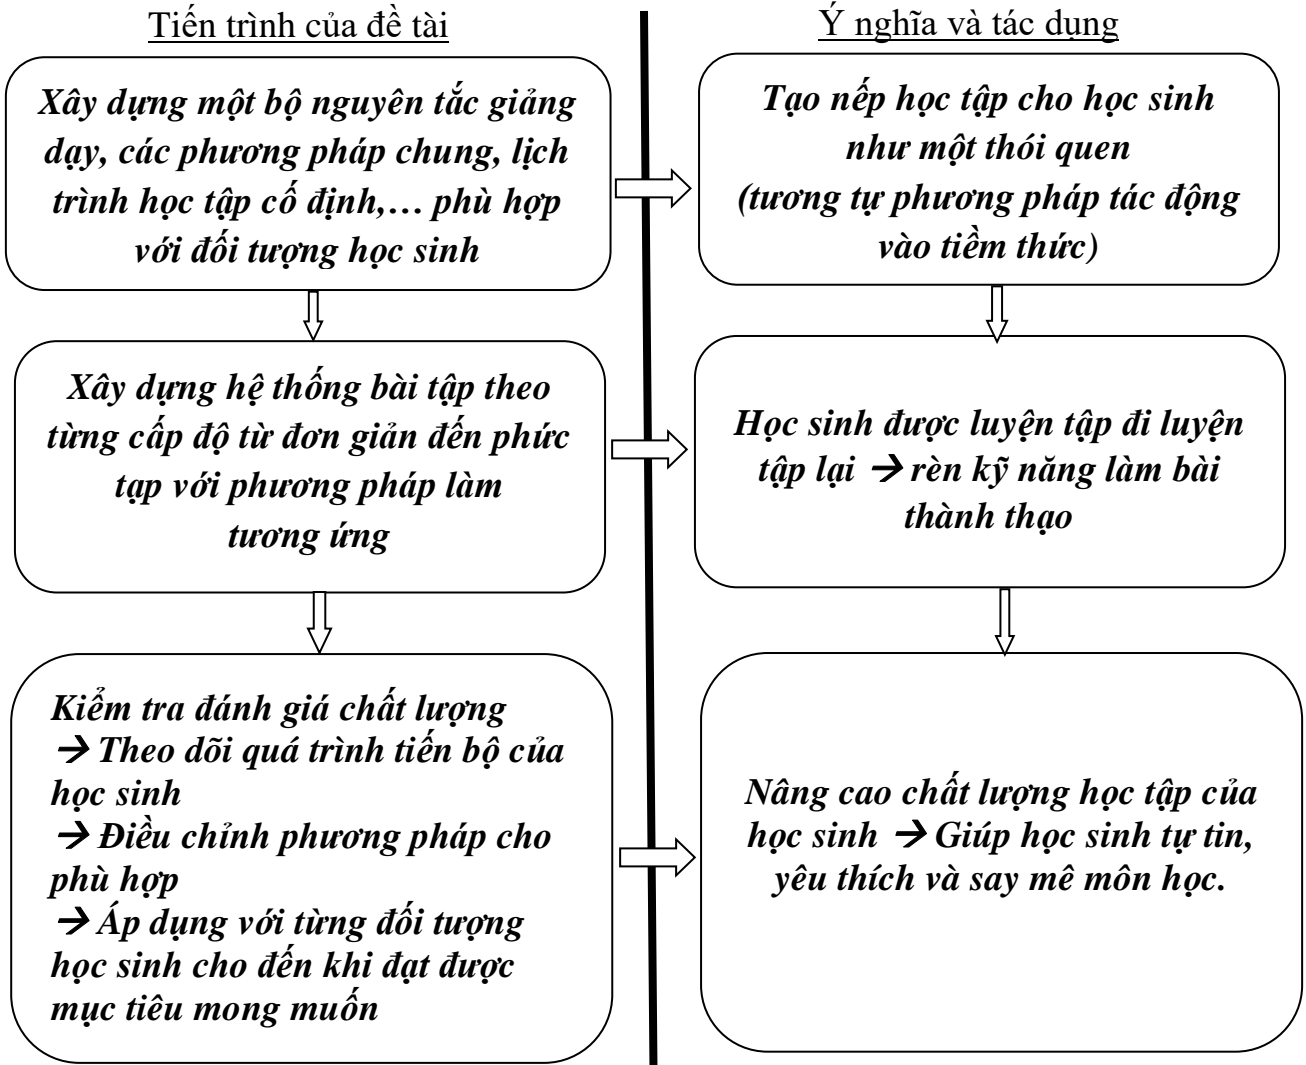 Tiến trình của đề tài
Xây dựng một bộ nguyên tắc giảng
dạy, các phương pháp chung, lịch
trình học tập cố định,… phù hợp
với đối tượng học sinh
Xây dựng hệ thống bài tập theo
từng cấp độ từ đơn giản đến phức
tạp với phương pháp làm
tương ứng
Kiểm tra đánh giá chất lượng
→ Theo dõi quá trình tiến bộ của
học sinh
→ Điều chỉnh phương pháp cho
phù hợp
→ Áp dụng với từng đối tượng
học sinh cho đến khi đạt được
mục tiêu mong muốn
Ý nghĩa và tác dụng
Tạo nếp học tập cho học sinh
như một thói quen
(tương tự phương pháp tác động
vào tiềm thức)
Học sinh được luyện tập đi luyện
tập lại → rèn kỹ năng làm bài
thành thạo
Nâng cao chất lượng học tập của
học sinh → Giúp học sinh tự tin,
yêu thích và say mê môn học.